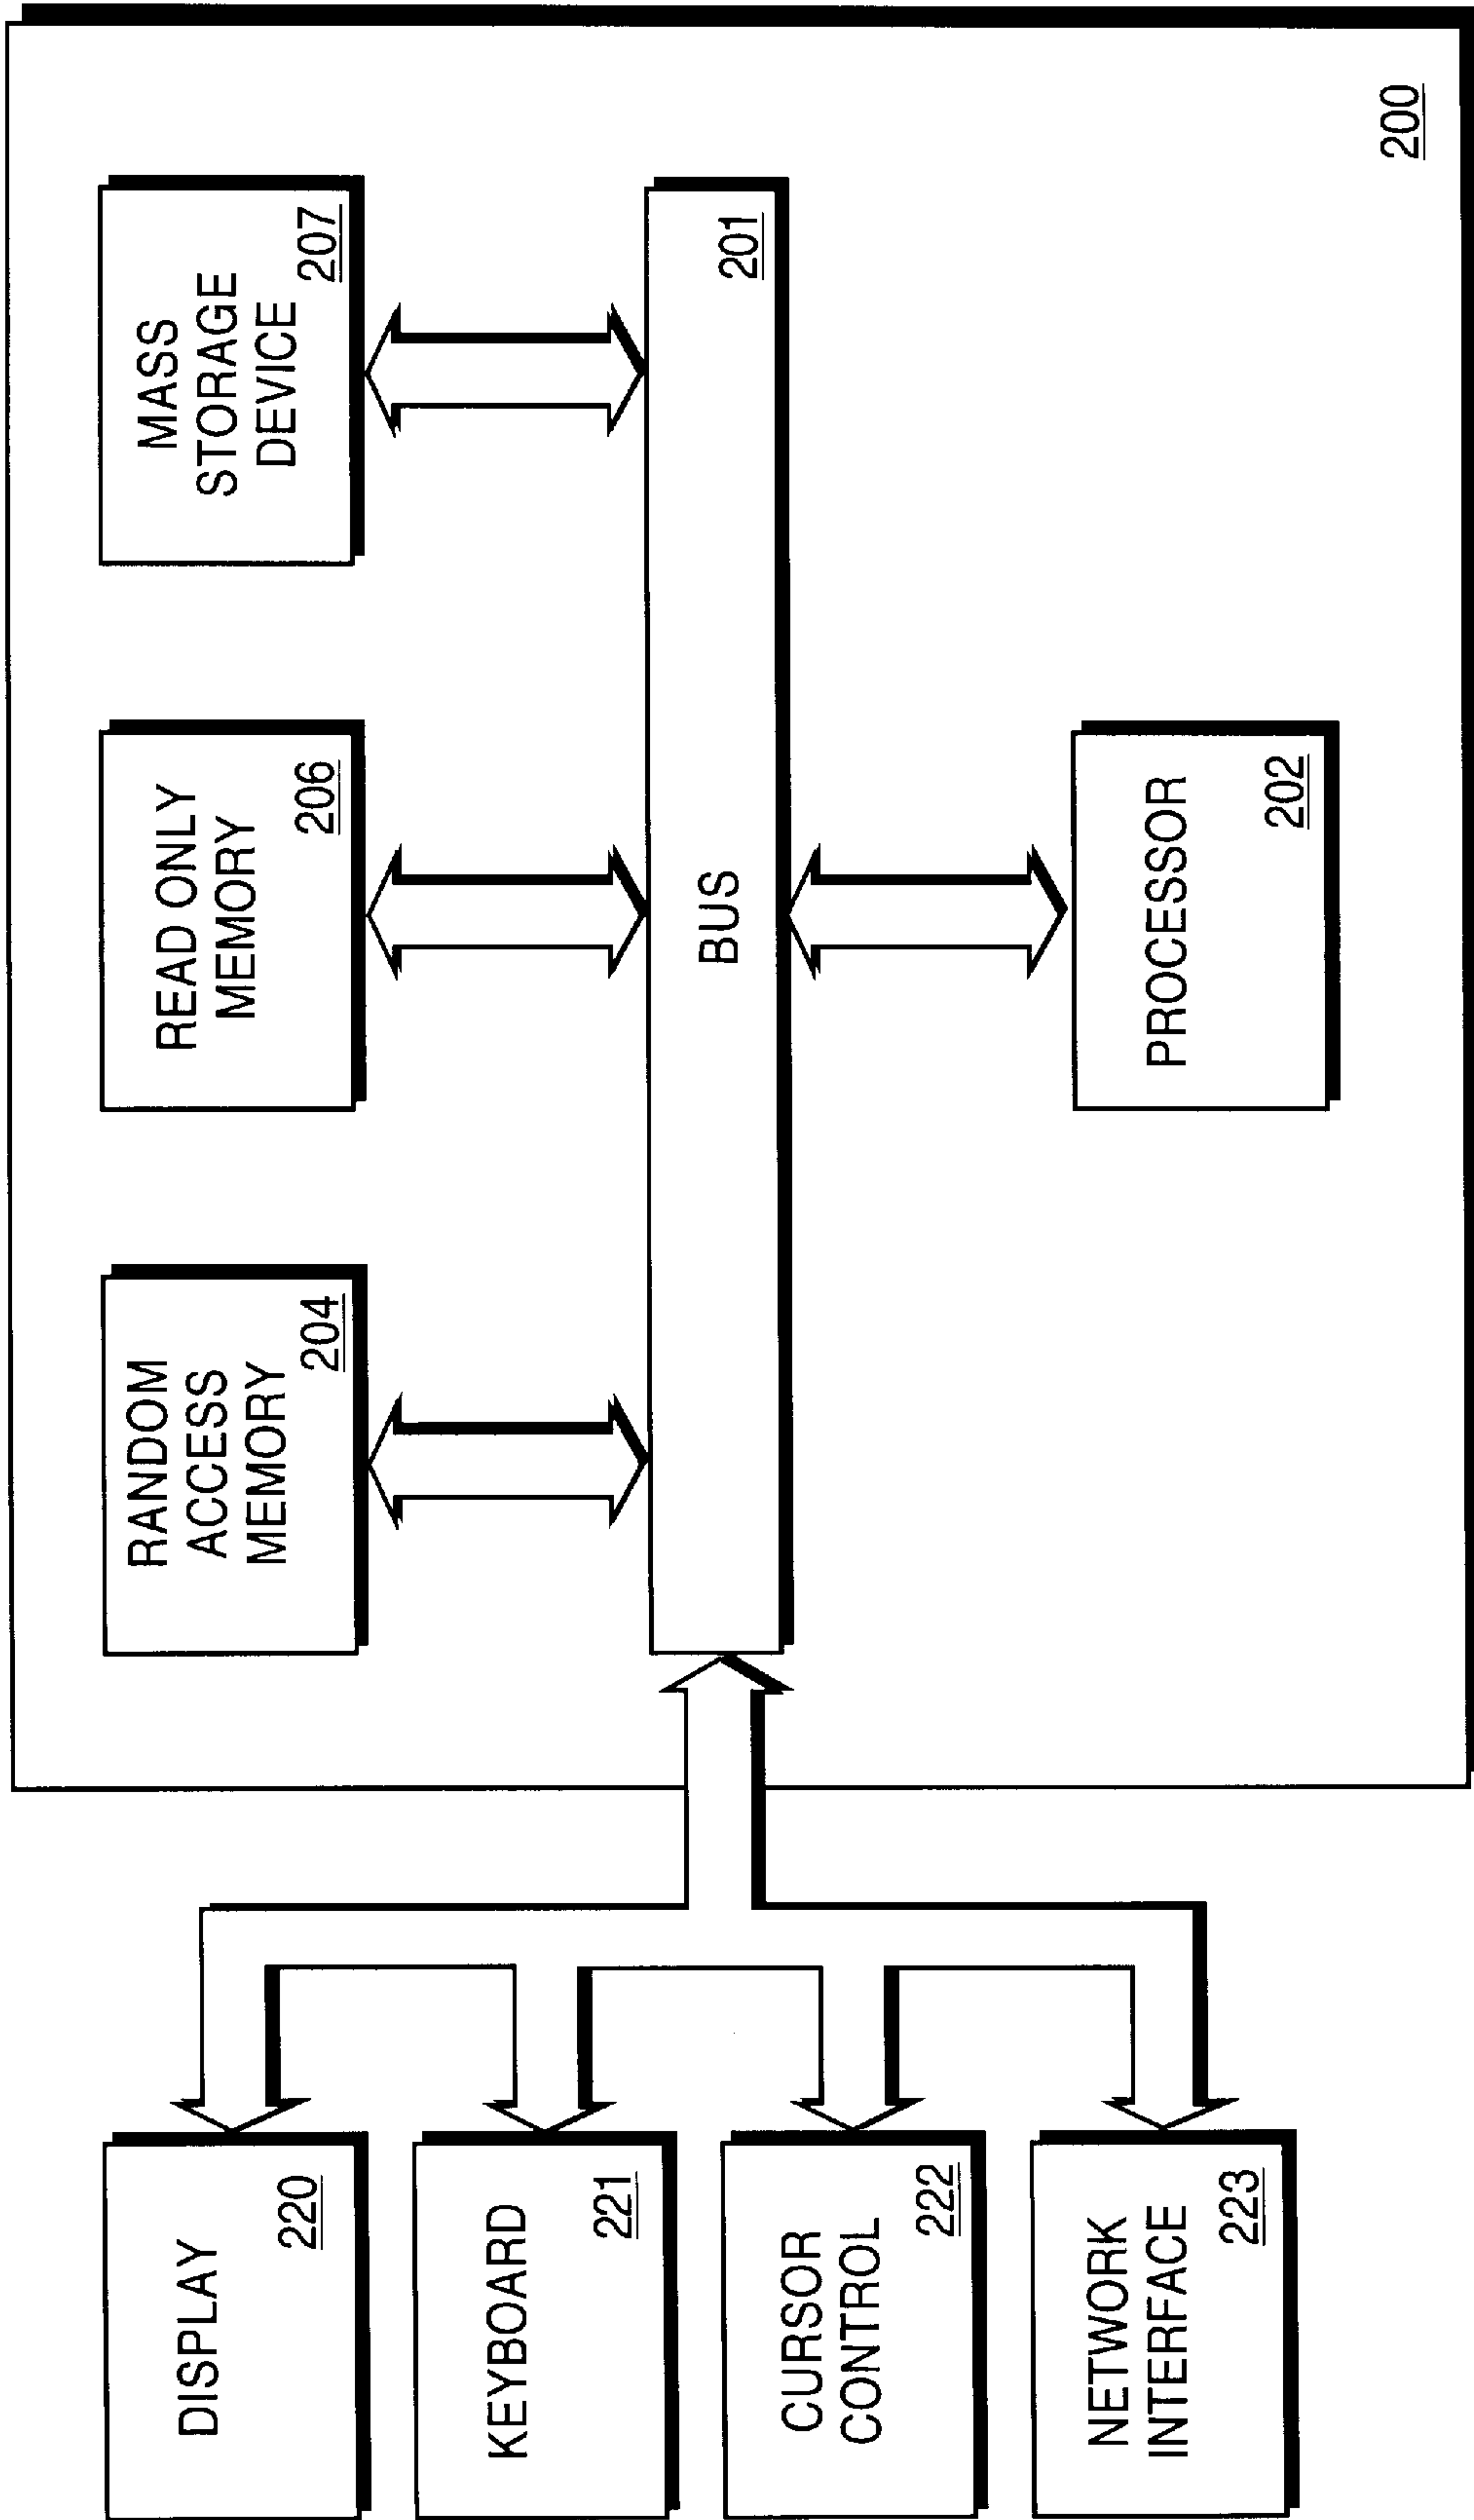 DISPLAY
220
KEYBOARD
221
CURSOR
CONTROL
222
NETWORK
INTERFACE
223
RANDOM
ACCESS
MEMORY
204
READ ONLY
MEMORY
206
MASS
STORAGE
DEVICE
207
BUS
201
PROCESSOR
202
200